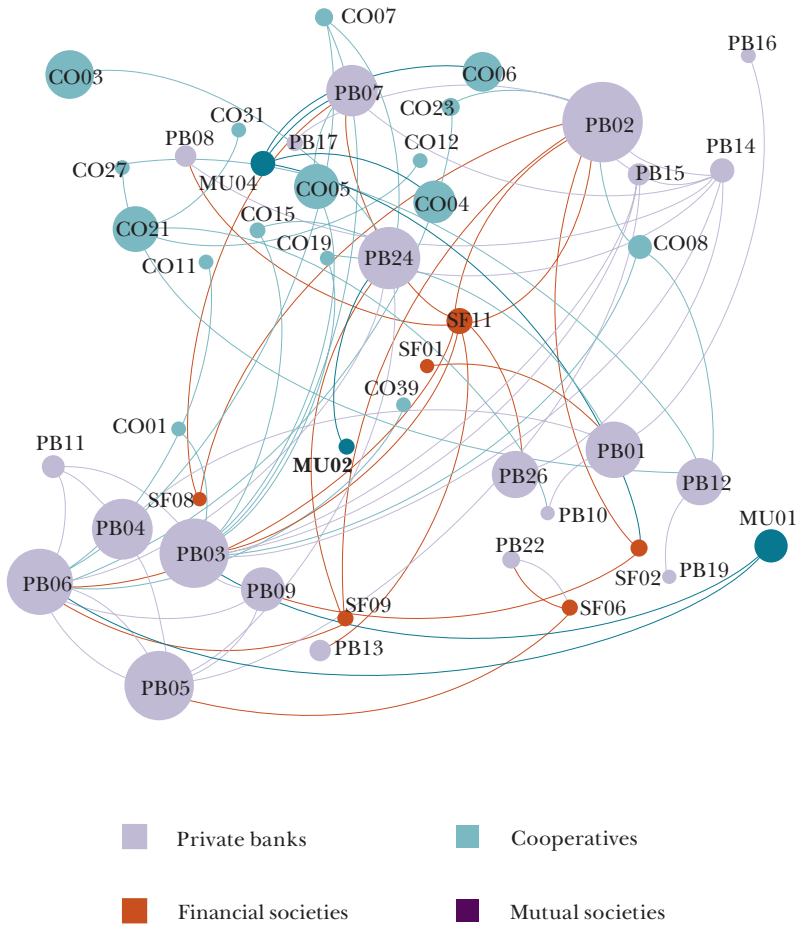 CO07
PB16
CO03
CO06
PB07
CO23
CO31
PB02
PB08
PB17
CO12
PB14
CO27
MU04
CO05
PB15
CO04
CO15
CO21
CO19
CO08
CO11
PB24
SF11
SF01
CO39
CO01
PB11
PB01
MU02
PB26
PB12
SF08
PB10
MU01
PB04
PB22
PB03
SF02
PB19
PB06
PB09
SF09
SF06
PB13
PB05
Private banks
Cooperatives
Financial societies
Mutual societies